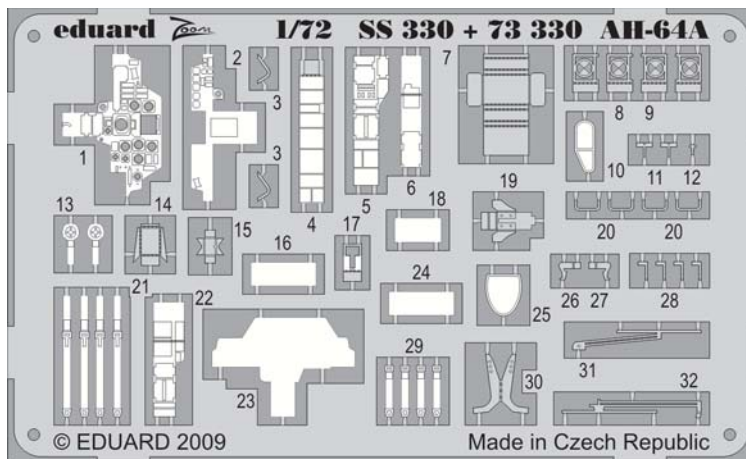 eduard Zoom 1/72 SS 330 + 73 330 AH-64A
1 2 3 3 4 5 6 7 8 9 10 11 12
13 14 15 16 17 18 19 20 20
21 22 23 24 25 26 27 28
29 30 31 32
© EDUARD 2009 Made in Czech Republic